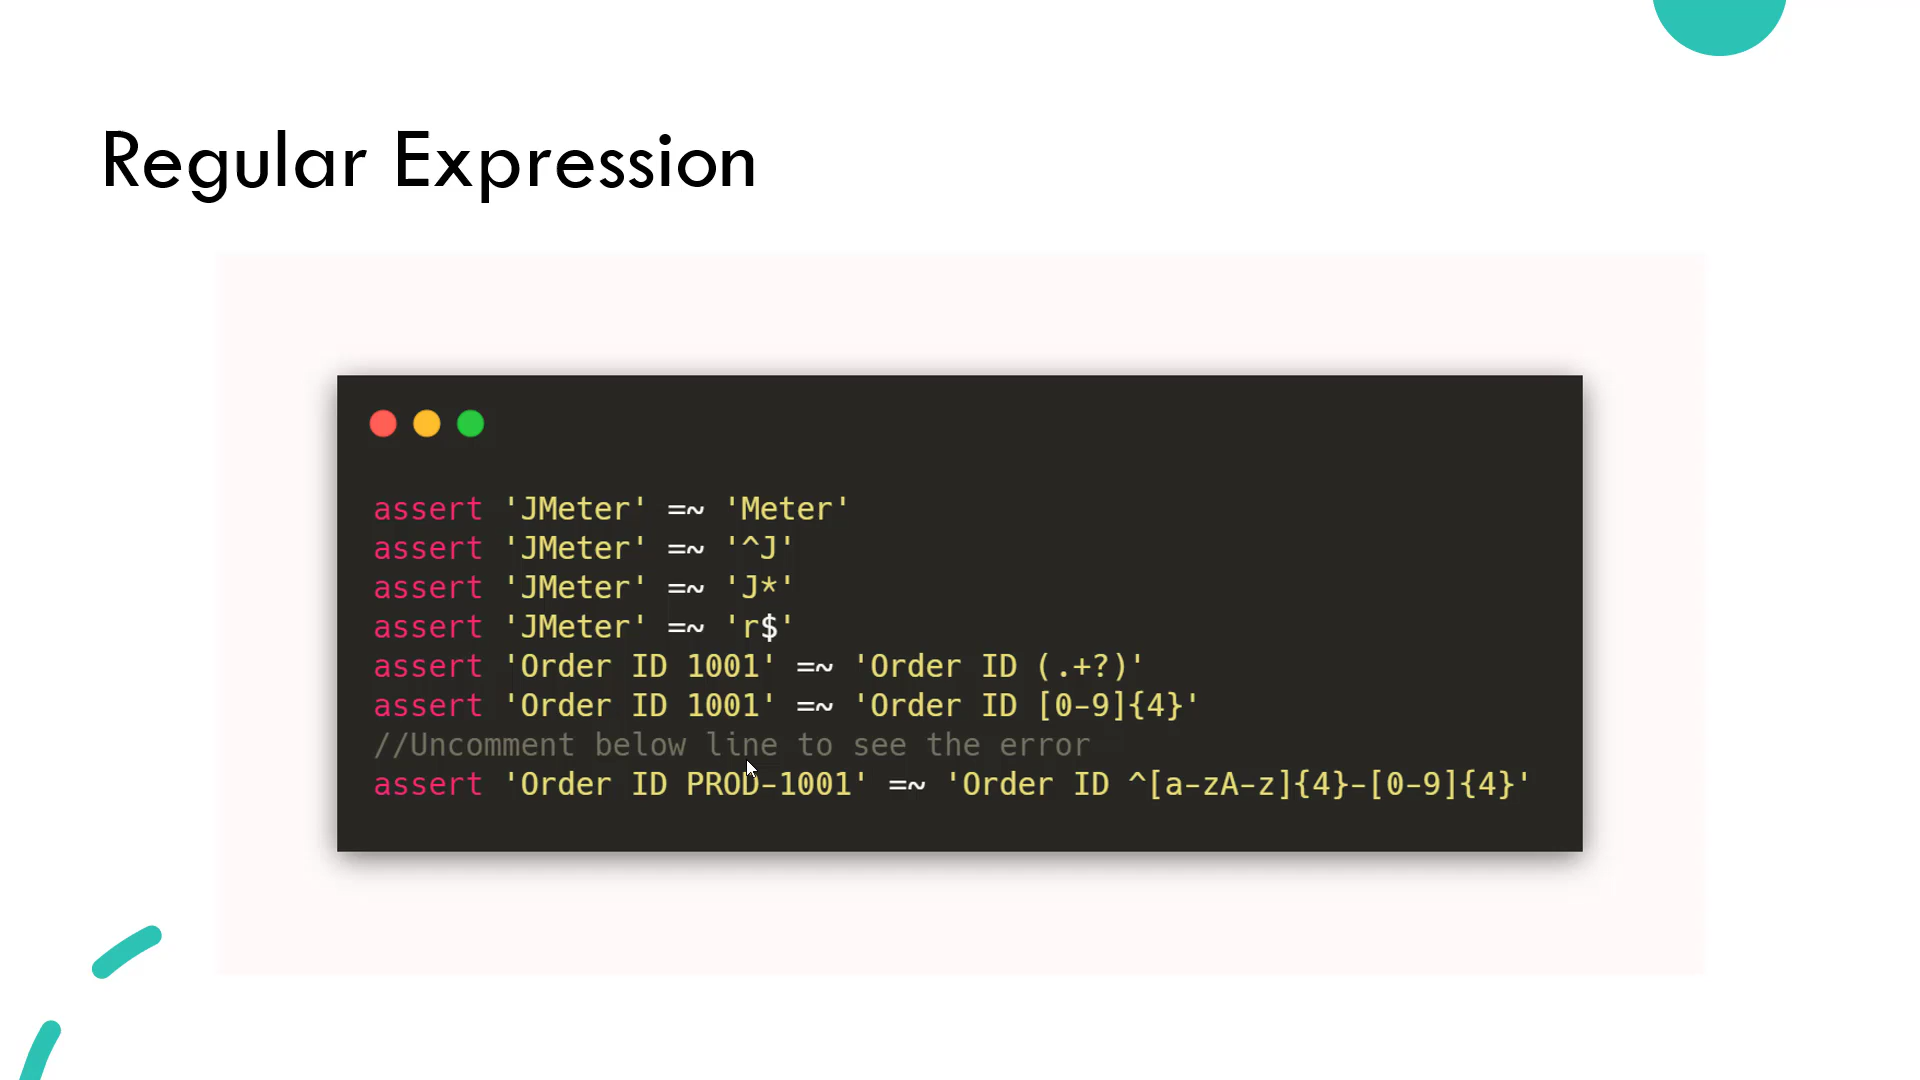 Regular Expression
assert 'JMeter' =~ 'Meter'
assert 'JMeter' =~ '^J'
assert 'JMeter' =~ 'J*'
assert 'JMeter' =~ 'r$'
assert 'Order ID 1001' =~ 'Order ID (.+?)'
assert 'Order ID 1001' =~ 'Order ID [0-9]{4}'
//Uncomment below line to see the error
assert 'Order ID PROD-1001' =~ 'Order ID ^[a-zA-z]{4}-[0-9]{4}'